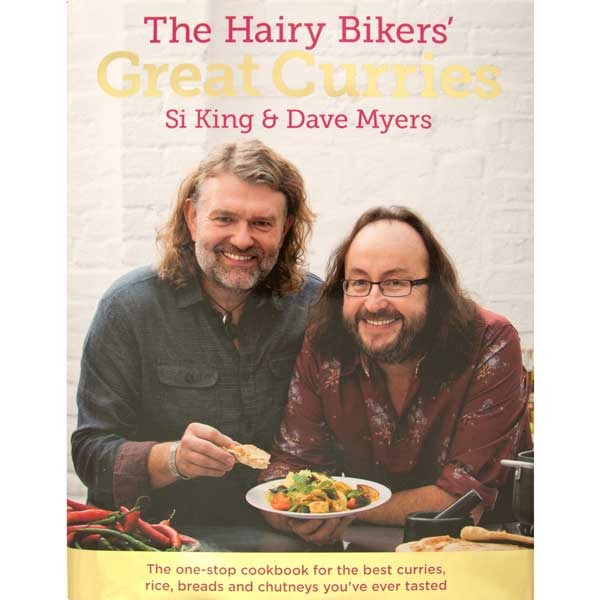 The Hairy Bikers'
Great Curries
Si King & Dave Myers
The one-stop cookbook for the best curries,
rice, breads and chutneys you've ever tasted